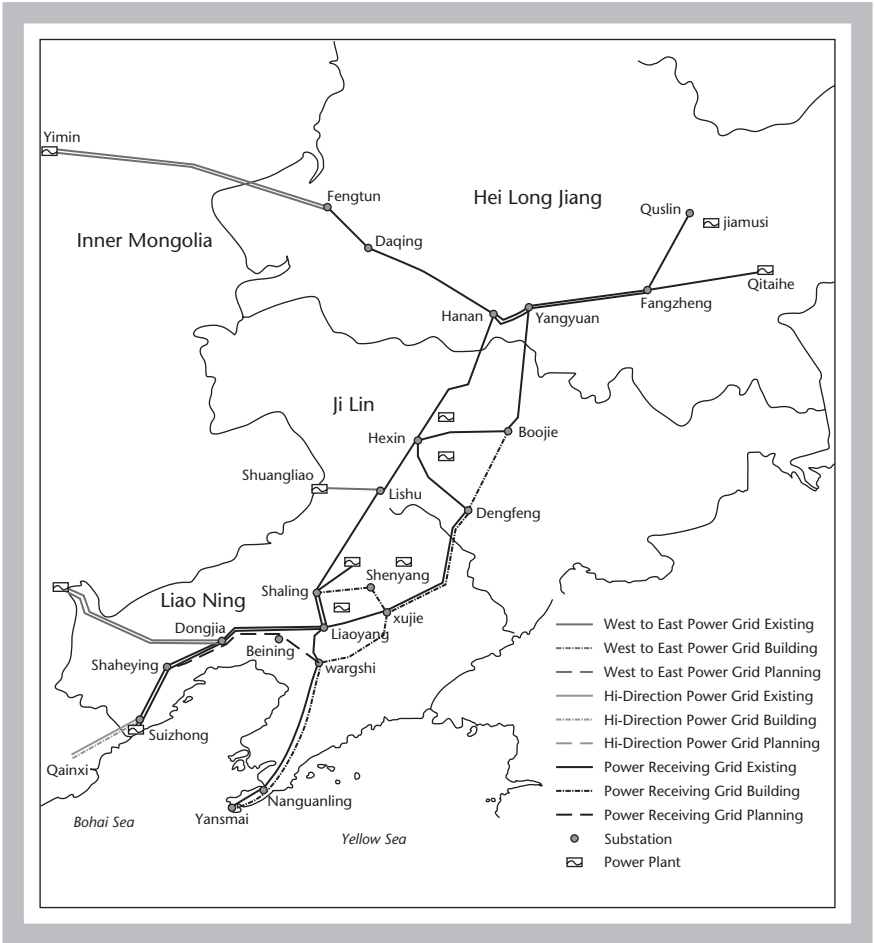 Yimin
Fengtun
Hei Long Jiang
Quslin
jiamusi
Inner Mongolia
Daqing
Qitaihe
Fangzheng
Hanan
Yangyuan
Ji Lin
Hexin
Boojie
Shuangliao
Lishu
Dengfeng
Shenyang
Shaling
Liao Ning
xujie
Dongjia
Liaoyang
Beining
Shaheying
wargshi
Suizhong
Qainxi
Nanguanling
Yansmai
Bohai Sea
Yellow Sea
West to East Power Grid Existing
West to East Power Grid Building
West to East Power Grid Planning
Hi-Direction Power Grid Existing
Hi-Direction Power Grid Building
Hi-Direction Power Grid Planning
Power Receiving Grid Existing
Power Receiving Grid Building
Power Receiving Grid Planning
Substation
Power Plant